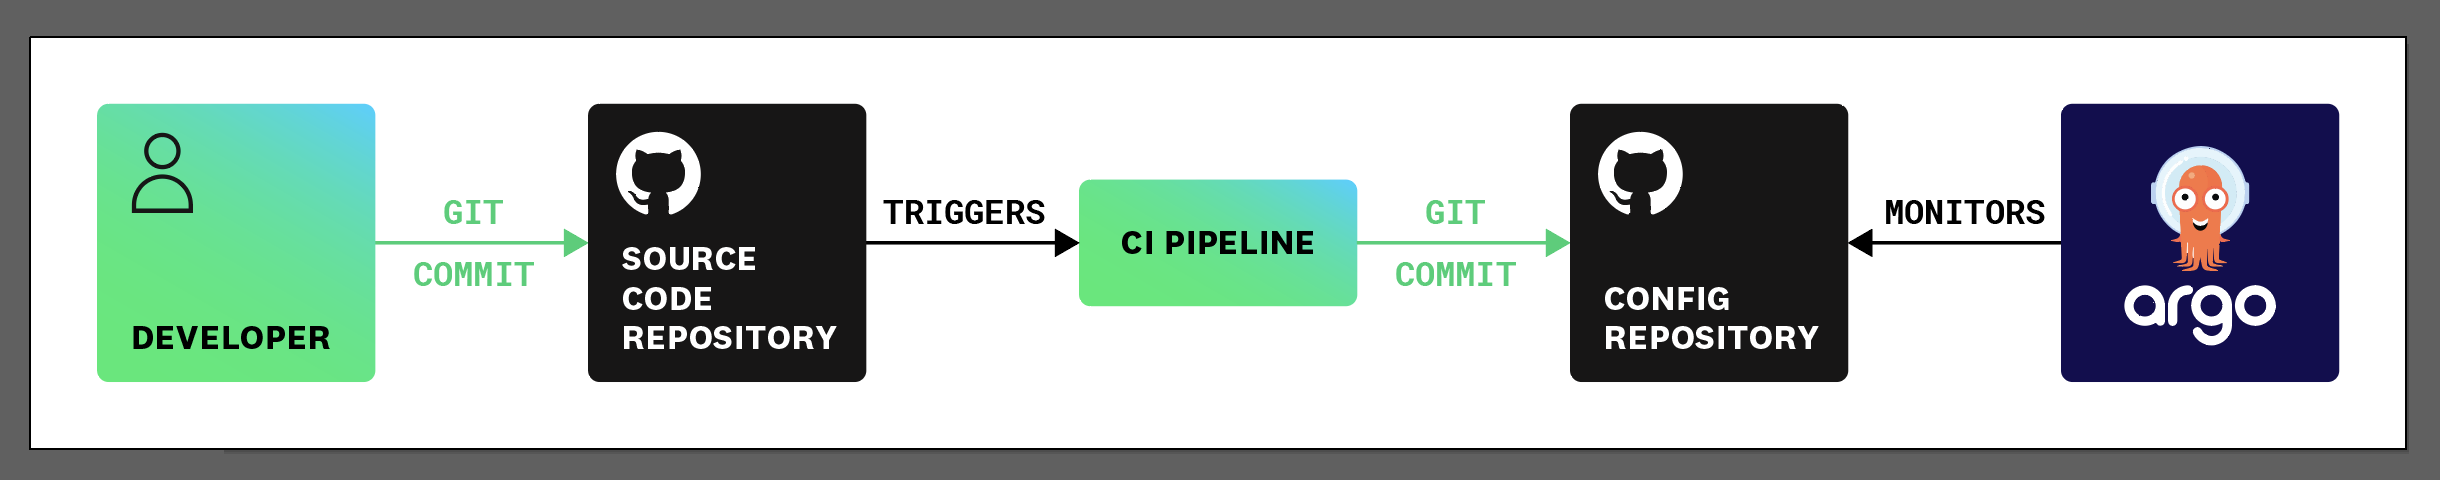 DEVELOPER
GIT
COMMIT
SOURCE
CODE
REPOSITORY
TRIGGERS
CI PIPELINE
GIT
COMMIT
CONFIG
REPOSITORY
MONITORS
argo